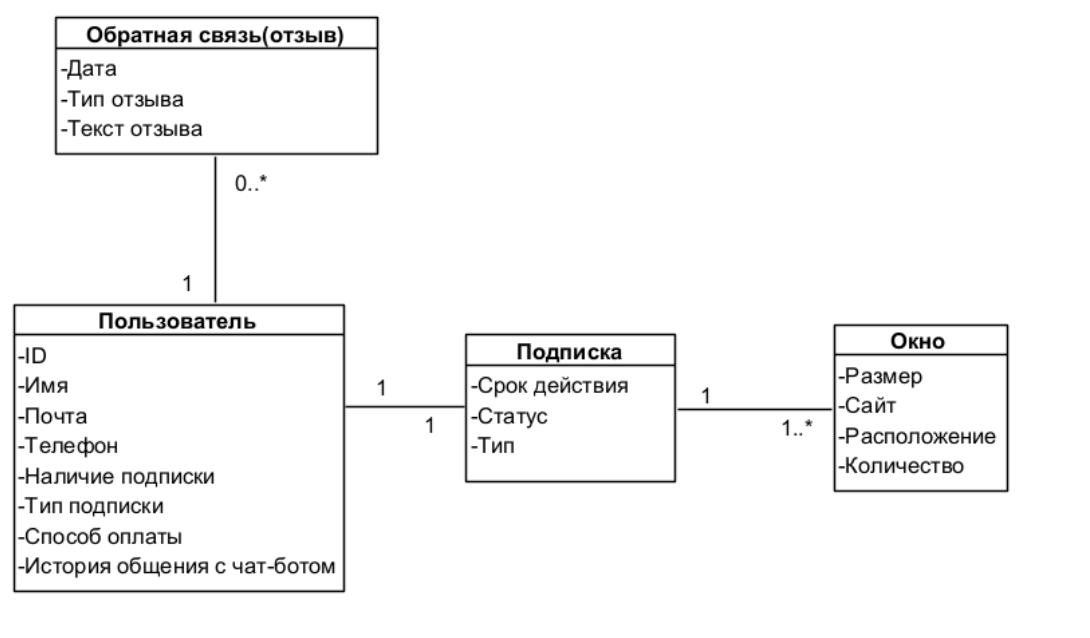 Обратная связь(отзыв)
-Дата
-Тип отзыва
-Текст отзыва
0..*
1
Пользователь
-ID
-Имя
-Почта
-Телефон
-Наличие подписки
-Тип подписки
-Способ оплаты
-История общения с чат-ботом
1
1
Подписка
-Срок действия
-Статус
-Тип
1
1..*
Окно
-Размер
-Сайт
-Расположение
-Количество